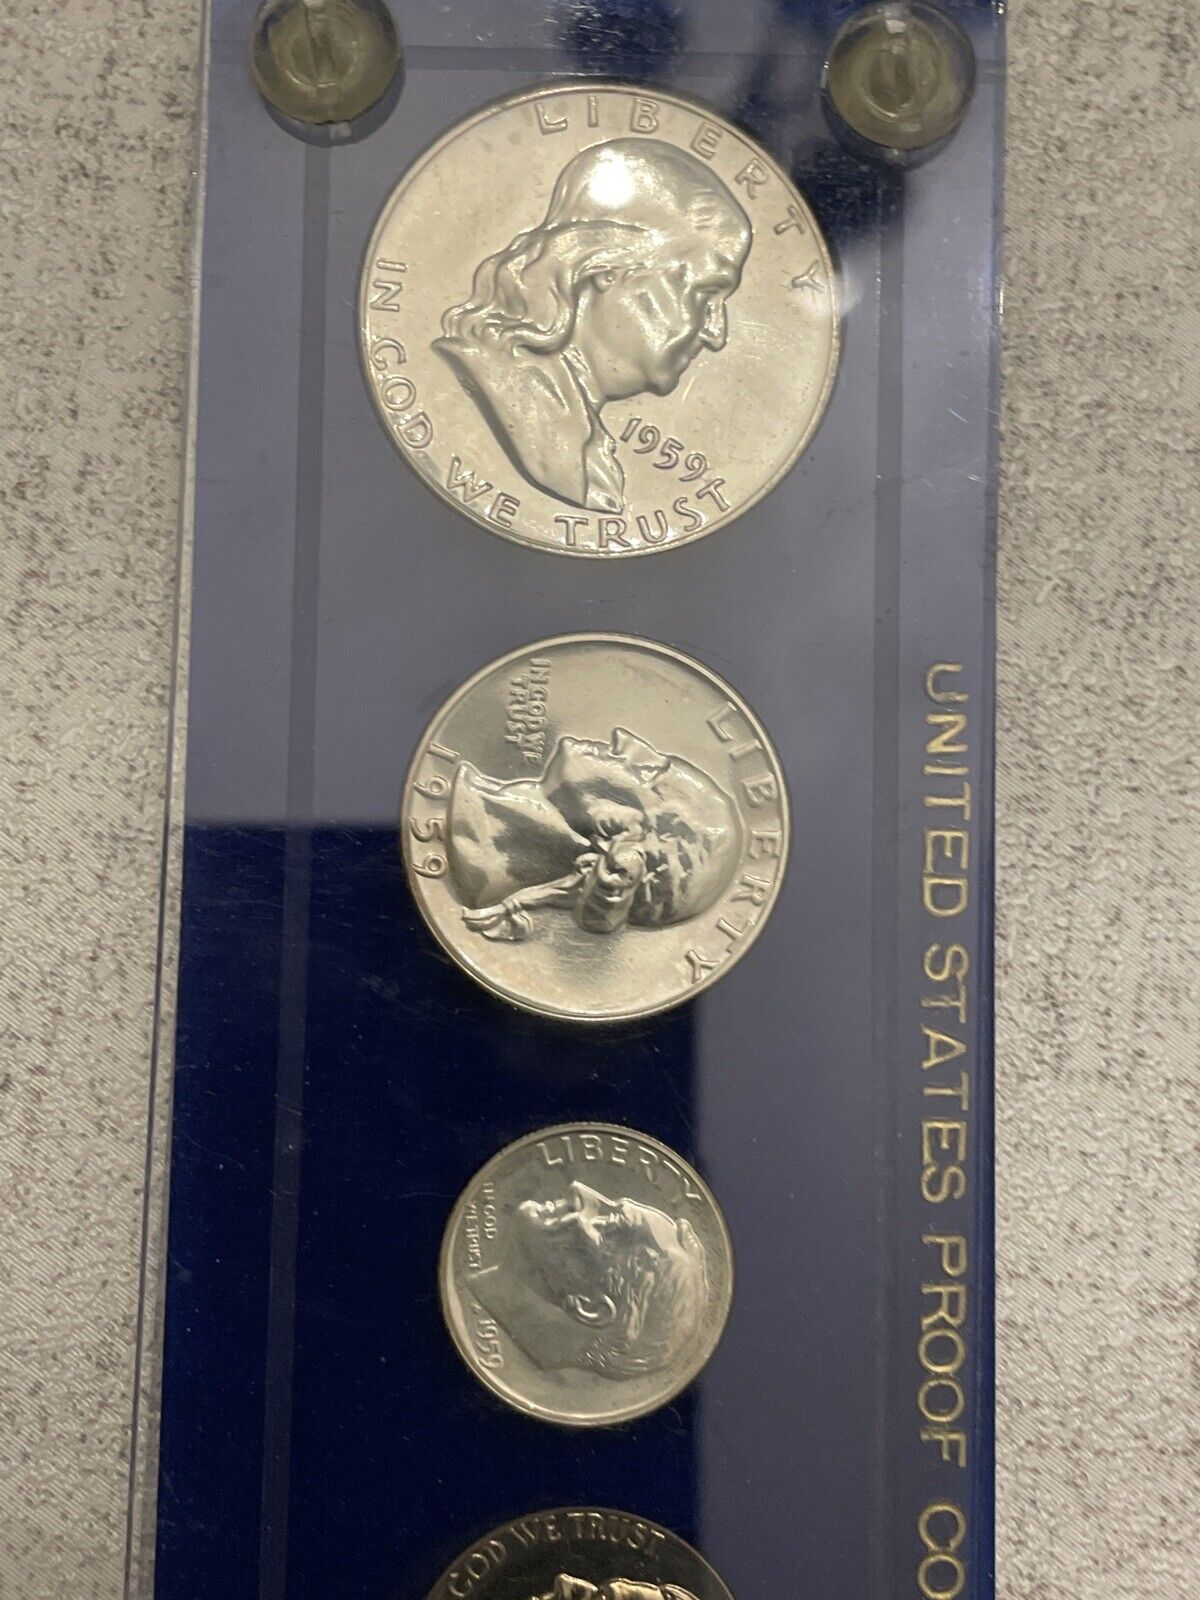 LIBERTY
IN GOD WE TRUST
1959
LIBERTY
IN GOD WE
TRUST
1959
LIBERTY
IN GOD
WE TRUST
1959
GOD WE TRUST
UNITED STATES PROOF CO